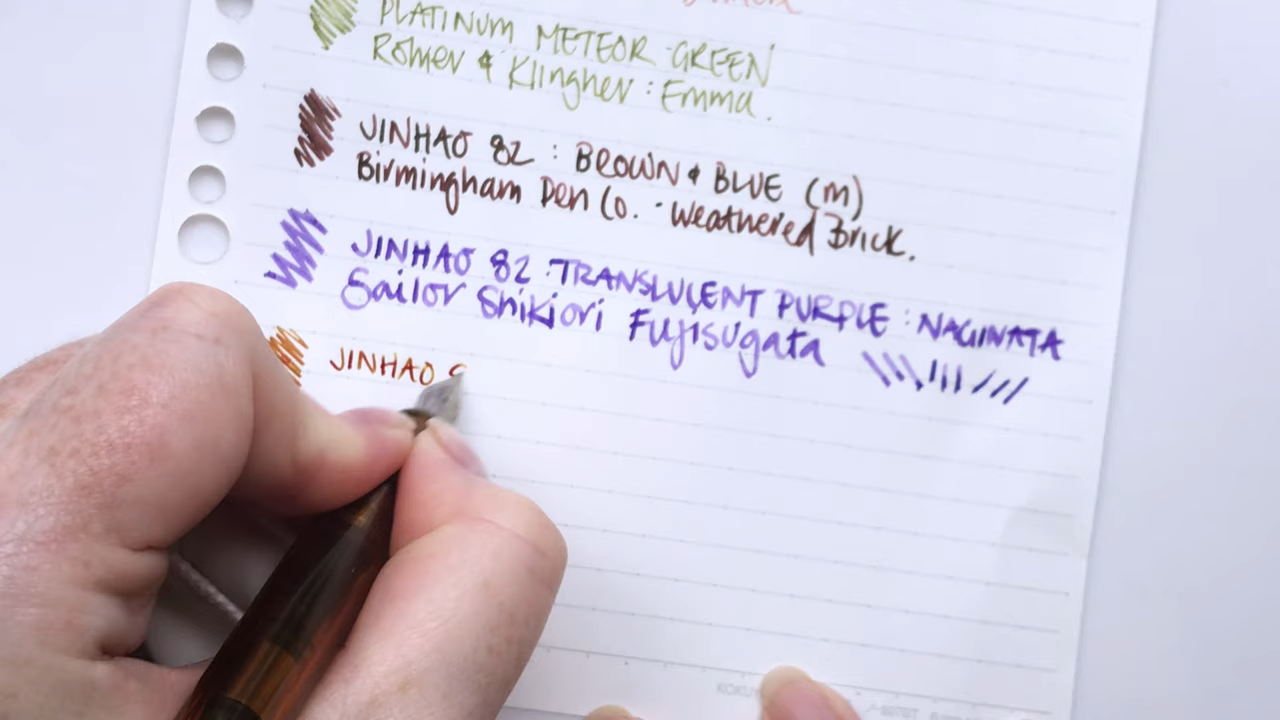 PLATINUM METEOR GREEN
Rohrer & Klingner : Emma.
JINHAO 82 : BROWN & BLUE (M)
Birmingham Pen Co. - Weathered Brick.
JINHAO 82 : TRANSLUCENT PURPLE : NAGINATA
Sailor Shikiori Fujisugata
JINHAO